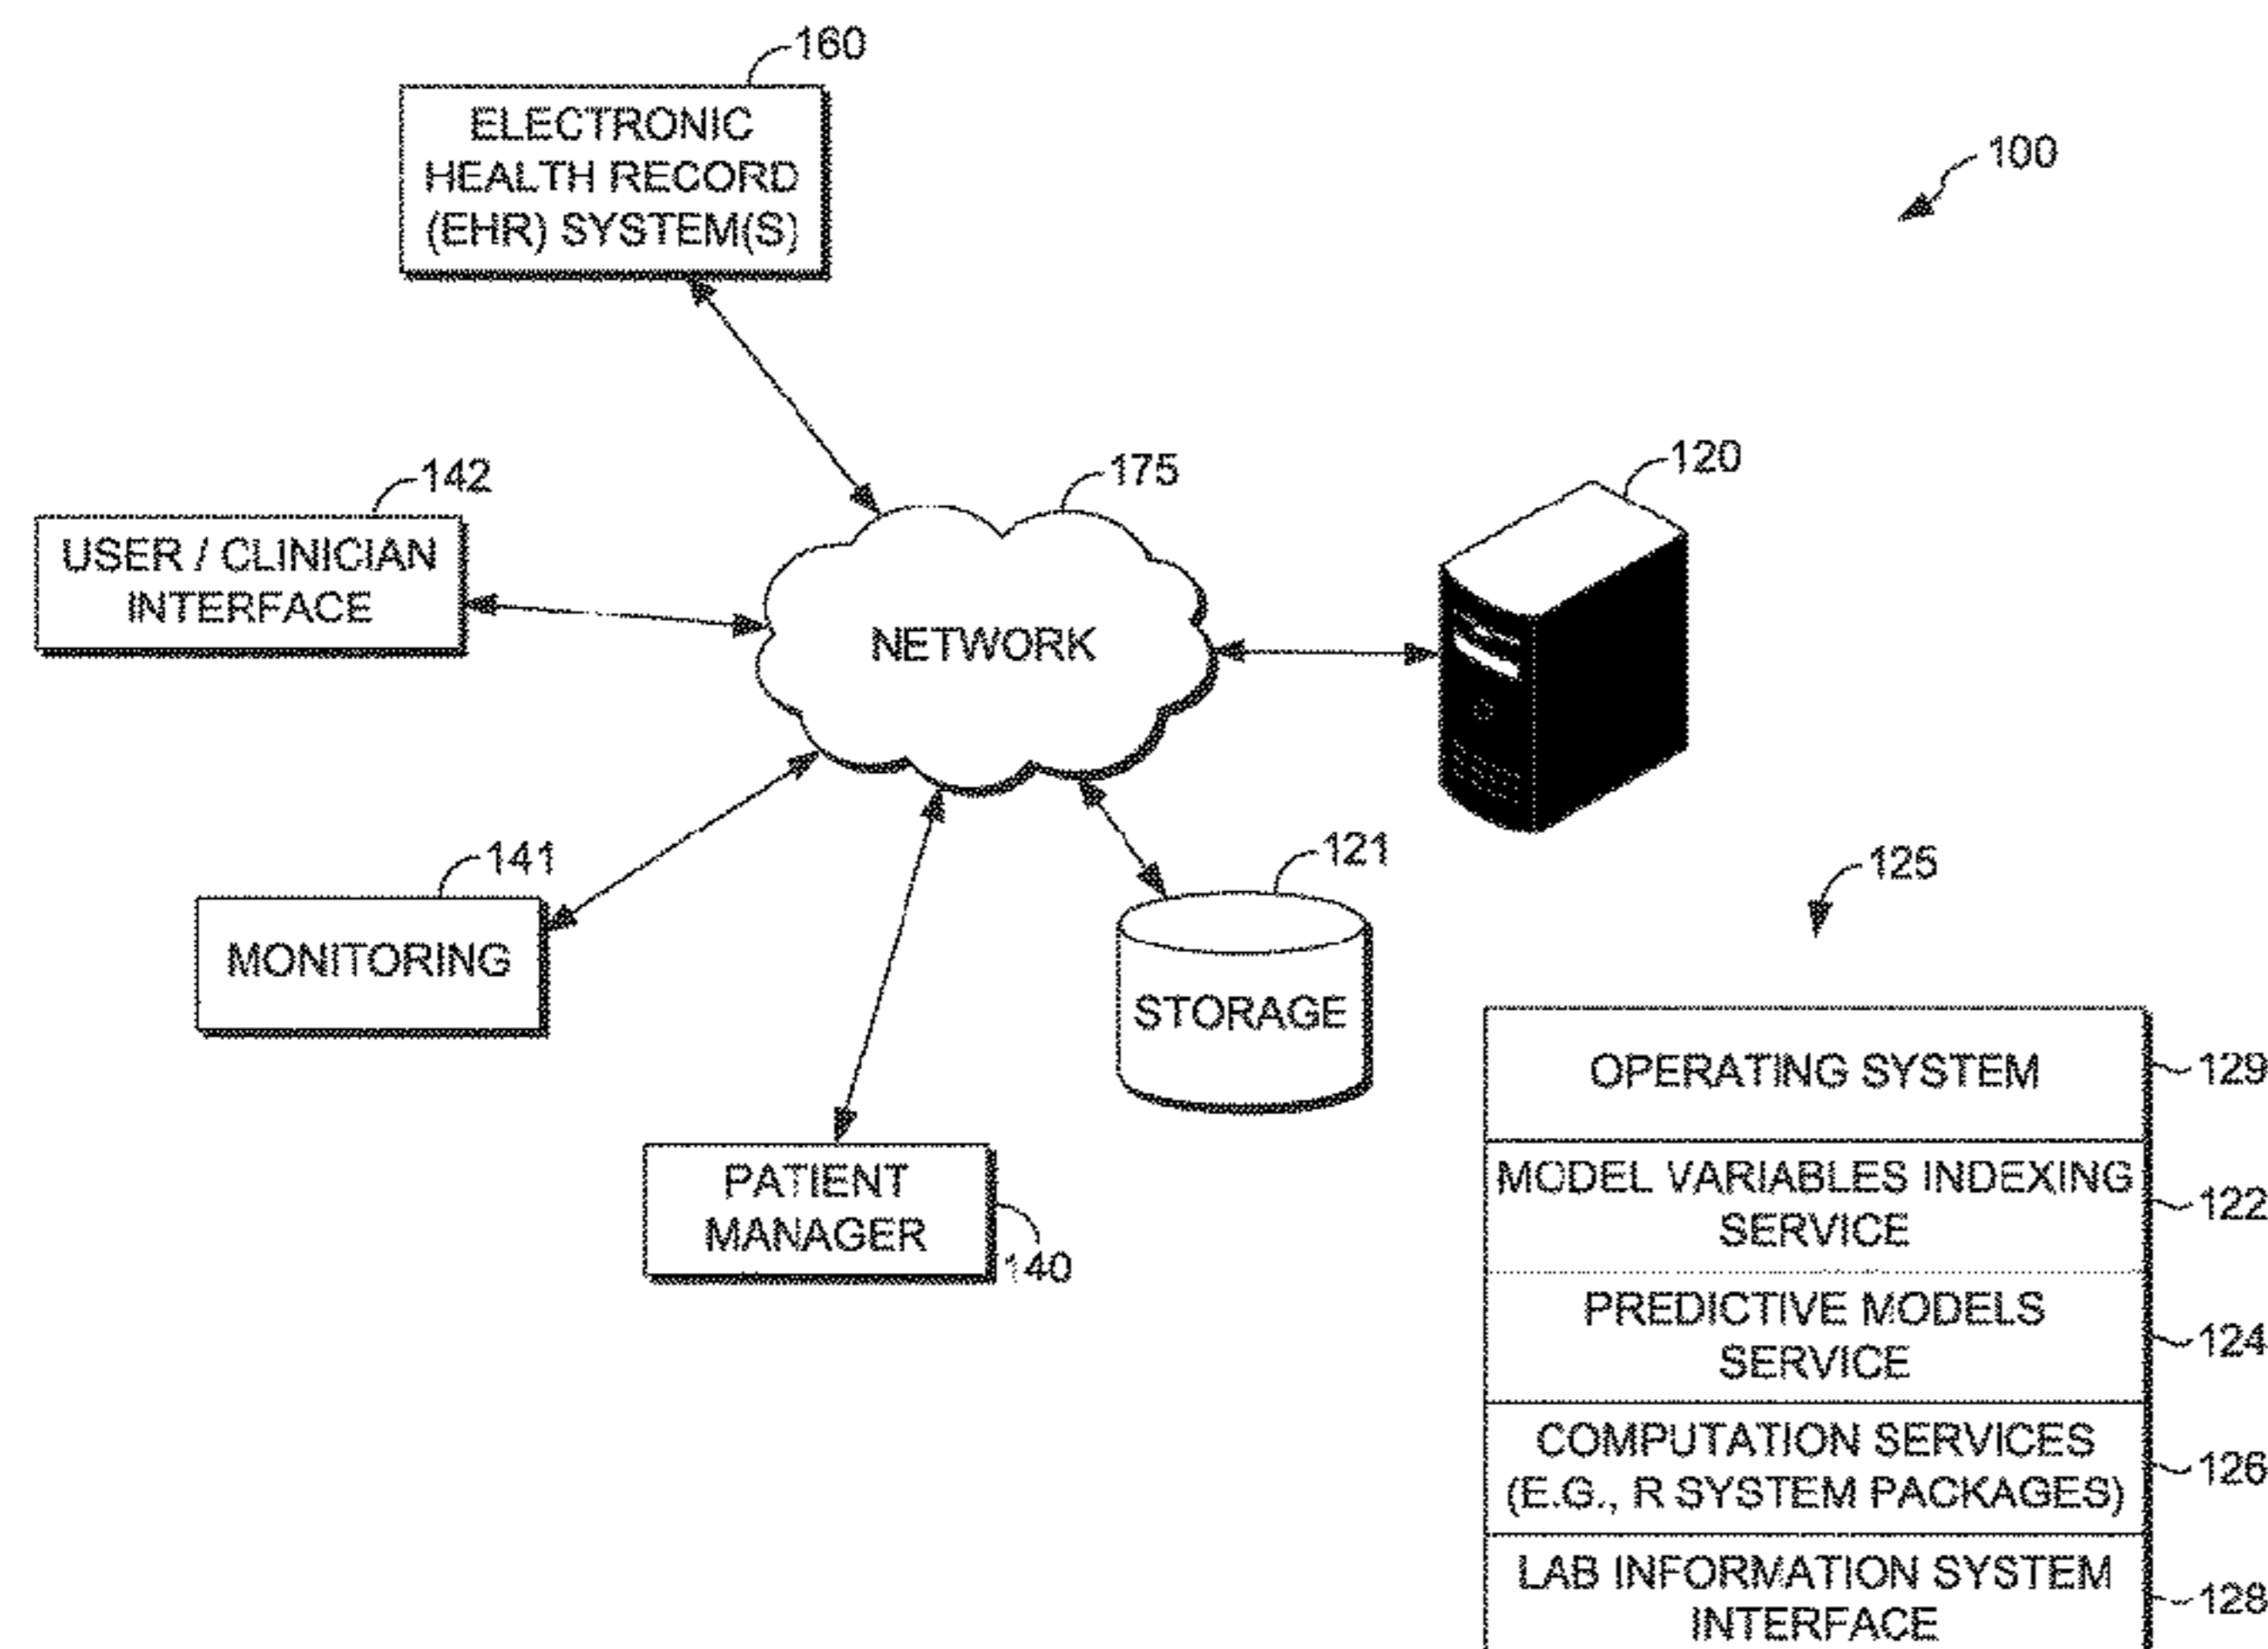 160
ELECTRONIC
HEALTH RECORD
(EHR) SYSTEM(S)
100
142
USER / CLINICIAN
INTERFACE
175
NETWORK
120
141
MONITORING
121
STORAGE
125
PATIENT
MANAGER
140
OPERATING SYSTEM
129
MODEL VARIABLES INDEXING
SERVICE
122
PREDICTIVE MODELS
SERVICE
124
COMPUTATION SERVICES
(E.G., R SYSTEM PACKAGES)
126
LAB INFORMATION SYSTEM
INTERFACE
128